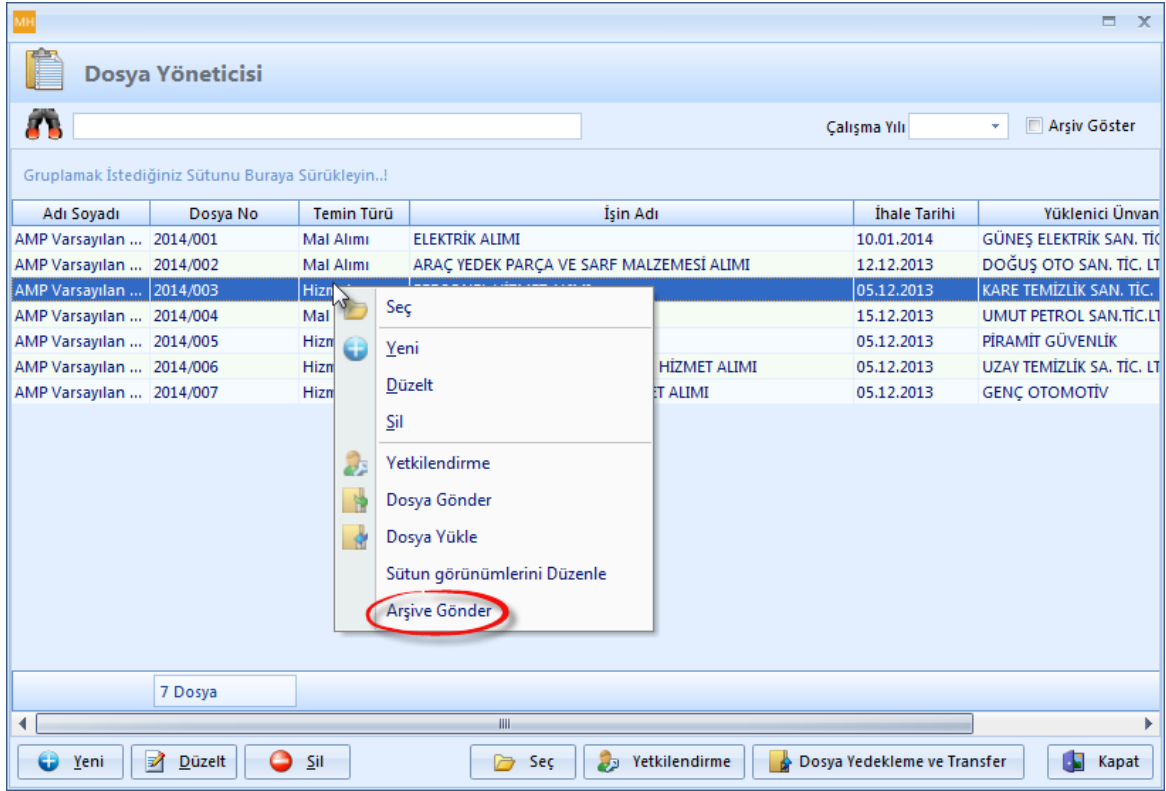 MH
Dosya Yöneticisi
Çalışma Yılı Arşiv Göster
Gruplamak İstediğiniz Sütunu Buraya Sürükleyin..!
Adı Soyadı Dosya No Temin Türü İşin Adı İhale Tarihi Yüklenici Ünvan
AMP Varsayılan ... 2014/001 Mal Alımı ELEKTRİK ALIMI 10.01.2014 GÜNEŞ ELEKTRİK SAN. TİC
AMP Varsayılan ... 2014/002 Mal Alımı ARAÇ YEDEK PARÇA VE SARF MALZEMESİ ALIMI 12.12.2013 DOĞUŞ OTO SAN. TİC. LT
AMP Varsayılan ... 2014/003 05.12.2013 KARE TEMİZLİK SAN. TİC.
AMP Varsayılan ... 2014/004 Mal 15.12.2013 UMUT PETROL SAN.TİC.LT
AMP Varsayılan ... 2014/005 Hizm 05.12.2013 PİRAMİT GÜVENLİK
AMP Varsayılan ... 2014/006 Hizm HİZMET ALIMI 05.12.2013 UZAY TEMİZLİK SA. TİC. LT
AMP Varsayılan ... 2014/007 Hizm ET ALIMI 05.12.2013 GENÇ OTOMOTİV
Seç
Yeni
Düzelt
Sil
Yetkilendirme
Dosya Gönder
Dosya Yükle
Sütun görünümlerini Düzenle
Arşive Gönder
7 Dosya
Yeni Düzelt Sil Seç Yetkilendirme Dosya Yedekleme ve Transfer Kapat